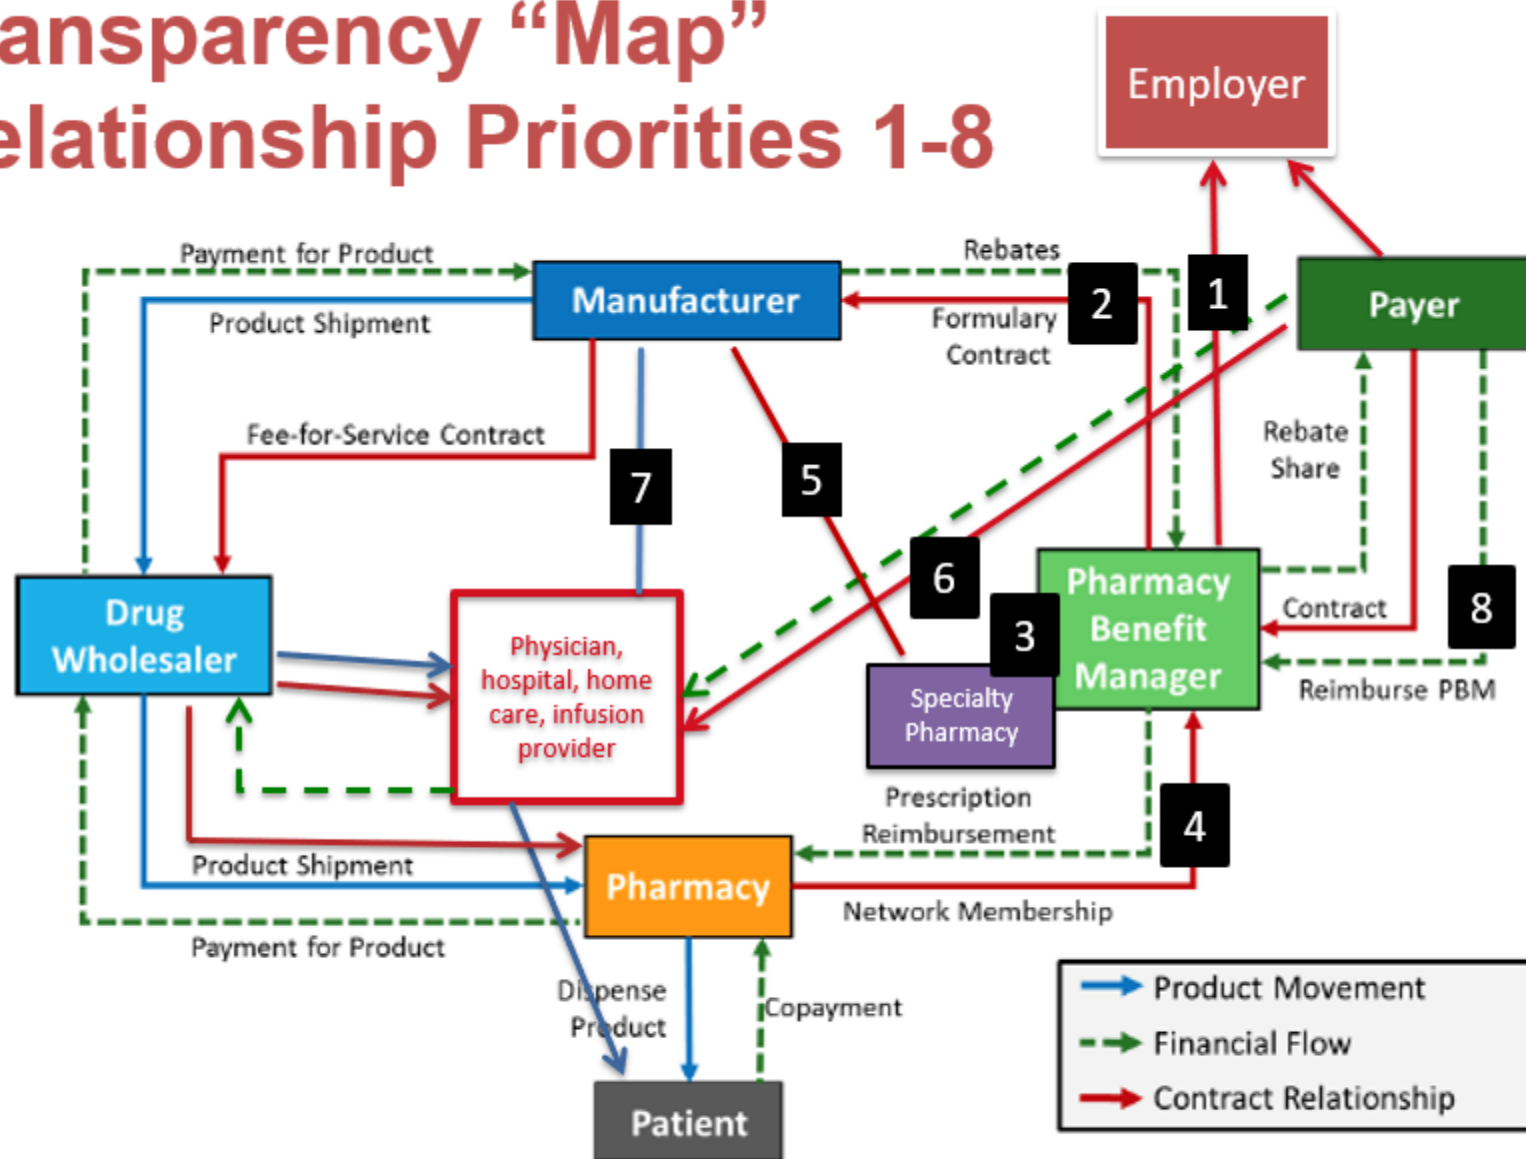 ansparency “Map”
elationship Priorities 1-8
Employer
Payment for Product
Rebates
Manufacturer
2
1
Payer
Product Shipment
Formulary
Contract
Fee-for-Service Contract
Rebate
Share
7
5
6
Drug
Wholesaler
Physician,
hospital, home
care, infusion
provider
3
Pharmacy
Benefit
Manager
Contract
8
Reimburse PBM
Specialty
Pharmacy
Prescription
Reimbursement
4
Product Shipment
Pharmacy
Network Membership
Payment for Product
Dispense
Product
Copayment
Patient
Product Movement
Financial Flow
Contract Relationship